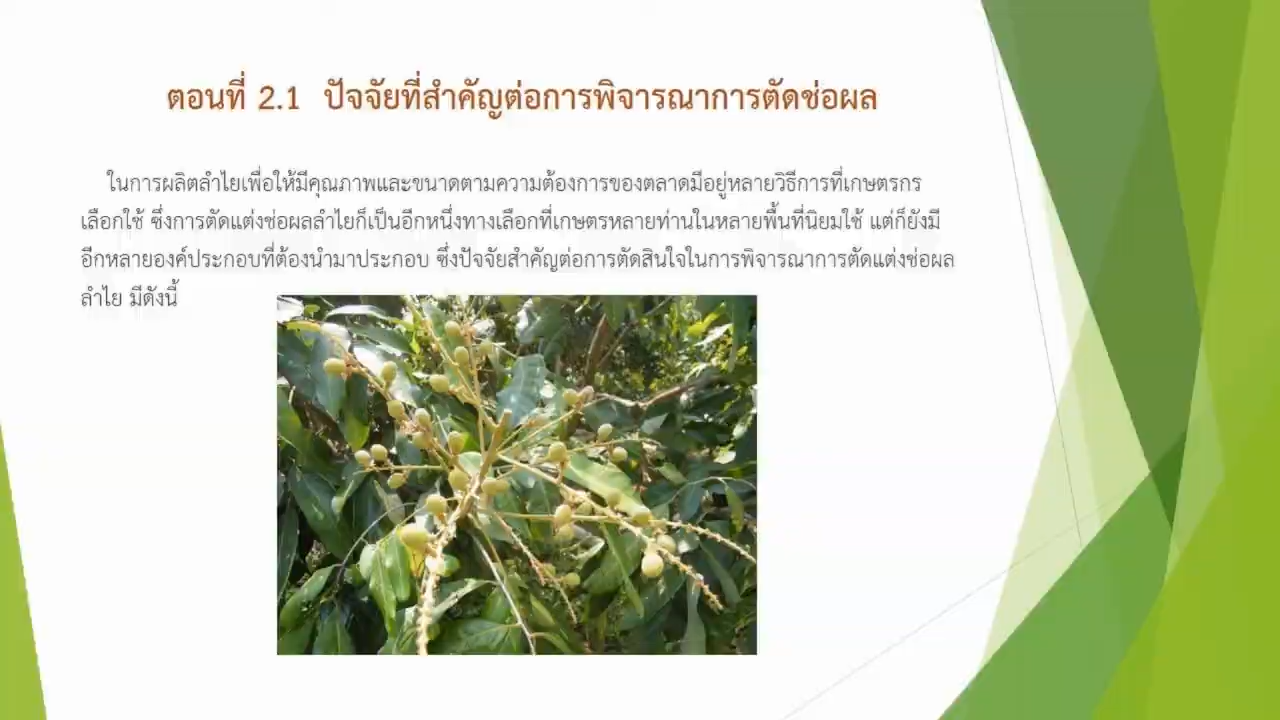 ตอนที่ 2.1 ปัจจัยที่สำคัญต่อการพิจารณาการตัดช่อผล
ในการผลิตลำไยเพื่อให้มีคุณภาพและขนาดตามความต้องการของตลาดมีอยู่หลายวิธีการที่เกษตรกร
เลือกใช้ ซึ่งการตัดแต่งช่อผลลำไยก็เป็นอีกหนึ่งทางเลือกที่เกษตรหลายท่านในหลายพื้นที่นิยมใช้ แต่ก็ยังมี
อีกหลายองค์ประกอบที่ต้องนำมาประกอบ ซึ่งปัจจัยสำคัญต่อการตัดสินใจในการพิจารณาการตัดแต่งช่อผล
ลำไย มีดังนี้